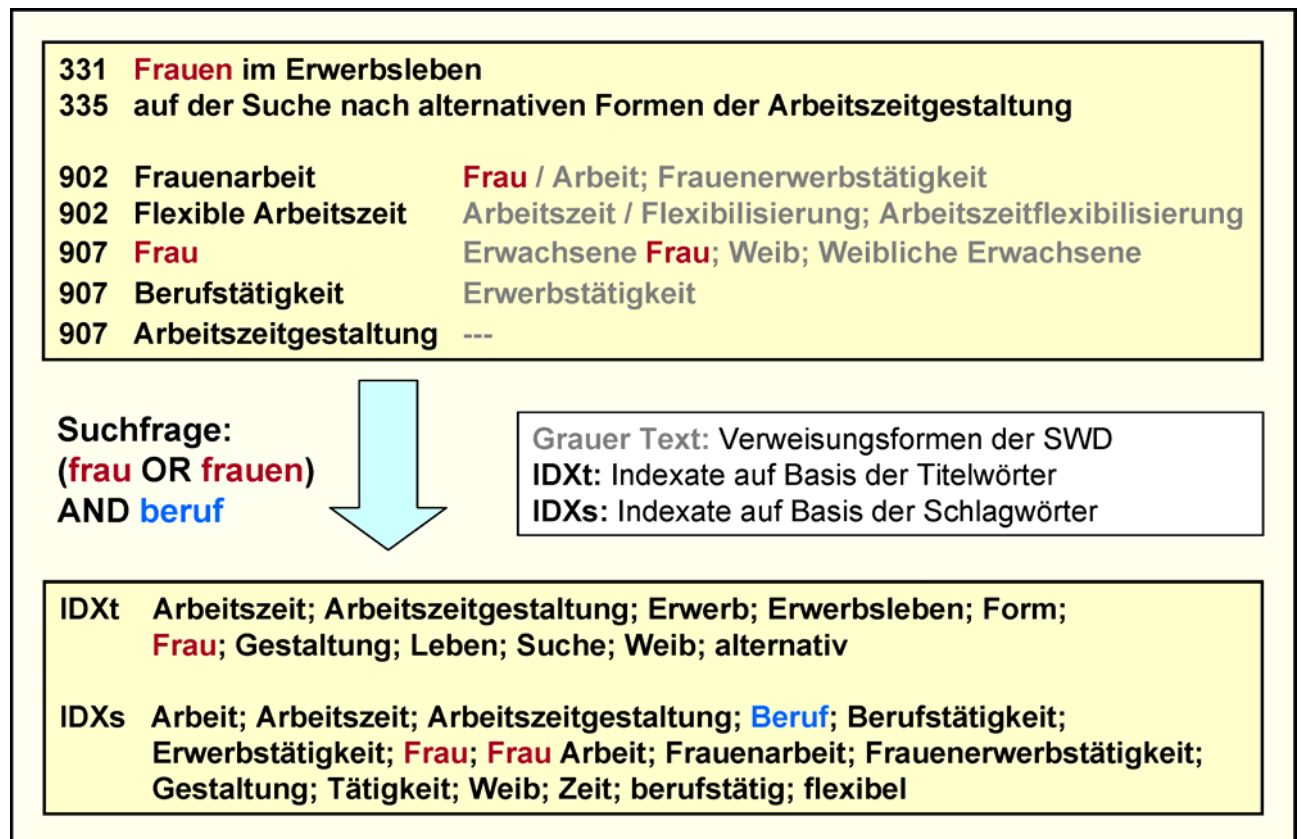 331 Frauen im Erwerbsleben
335 auf der Suche nach alternativen Formen der Arbeitszeitgestaltung
902 Frauenarbeit Frau / Arbeit; Frauenerwerbstätigkeit
902 Flexible Arbeitszeit Arbeitszeit / Flexibilisierung; Arbeitszeitflexibilisierung
907 Frau Erwachsene Frau; Weib; Weibliche Erwachsene
907 Berufstätigkeit Erwerbstätigkeit
907 Arbeitszeitgestaltung ---
Suchfrage:
(frau OR frauen)
AND beruf
Grauer Text: Verweisungsformen der SWD
IDXt: Indexate auf Basis der Titelwörter
IDXs: Indexate auf Basis der Schlagwörter
IDXt Arbeitszeit; Arbeitszeitgestaltung; Erwerb; Erwerbsleben; Form;
Frau; Gestaltung; Leben; Suche; Weib; alternativ
IDXs Arbeit; Arbeitszeit; Arbeitszeitgestaltung; Beruf; Berufstätigkeit;
Erwerbstätigkeit; Frau; Frau Arbeit; Frauenarbeit; Frauenerwerbstätigkeit;
Gestaltung; Tätigkeit; Weib; Zeit; berufstätig; flexibel